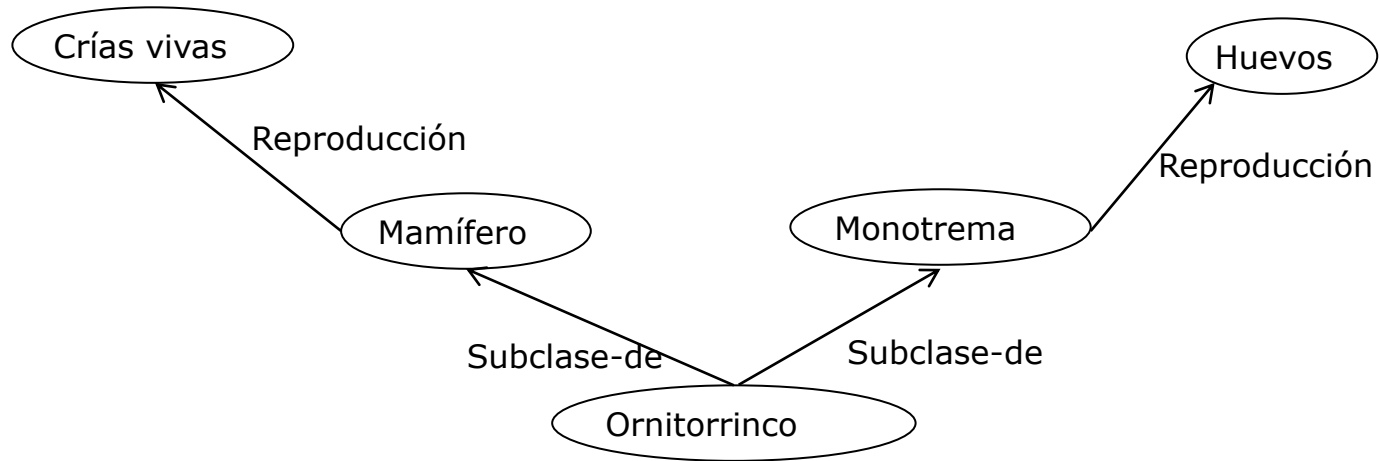 Crías vivas
Huevos
Reproducción
Reproducción
Mamífero
Monotrema
Subclase-de
Subclase-de
Ornitorrinco